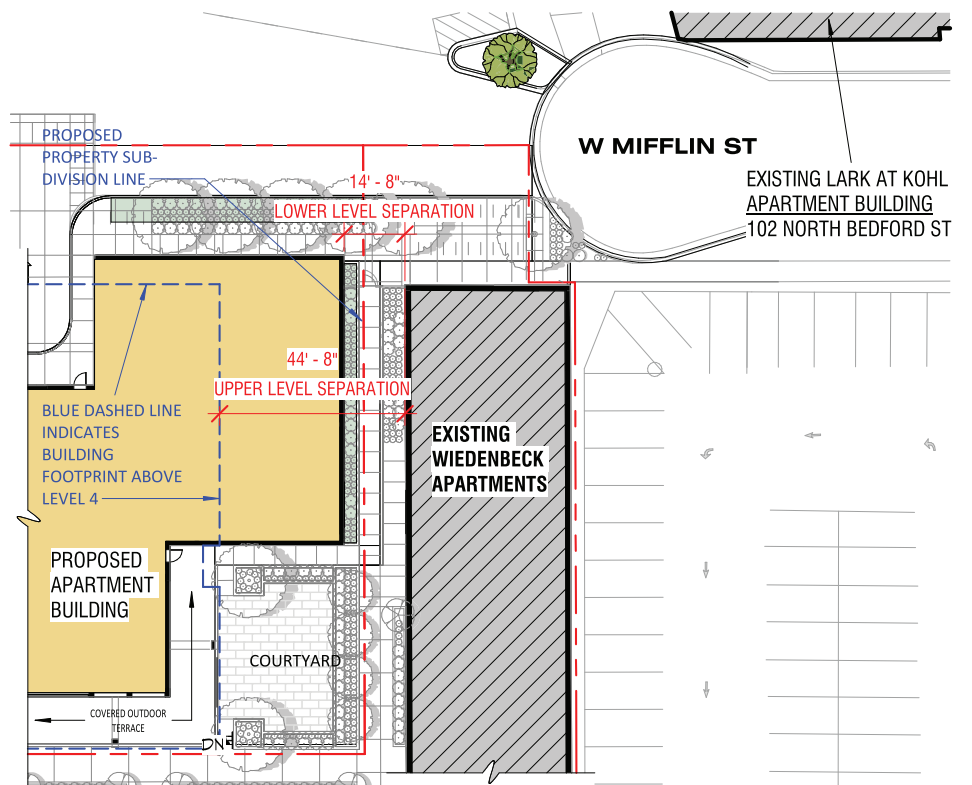 W MIFFLIN ST
PROPOSED
PROPERTY SUB-
DIVISION LINE
14' - 8"
LOWER LEVEL SEPARATION
EXISTING LARK AT KOHL
APARTMENT BUILDING
102 NORTH BEDFORD ST
44' - 8"
UPPER LEVEL SEPARATION
BLUE DASHED LINE
INDICATES
BUILDING
FOOTPRINT ABOVE
LEVEL 4
EXISTING
WIEDENBECK
APARTMENTS
PROPOSED
APARTMENT
BUILDING
COURTYARD
COVERED OUTDOOR
TERRACE
DN